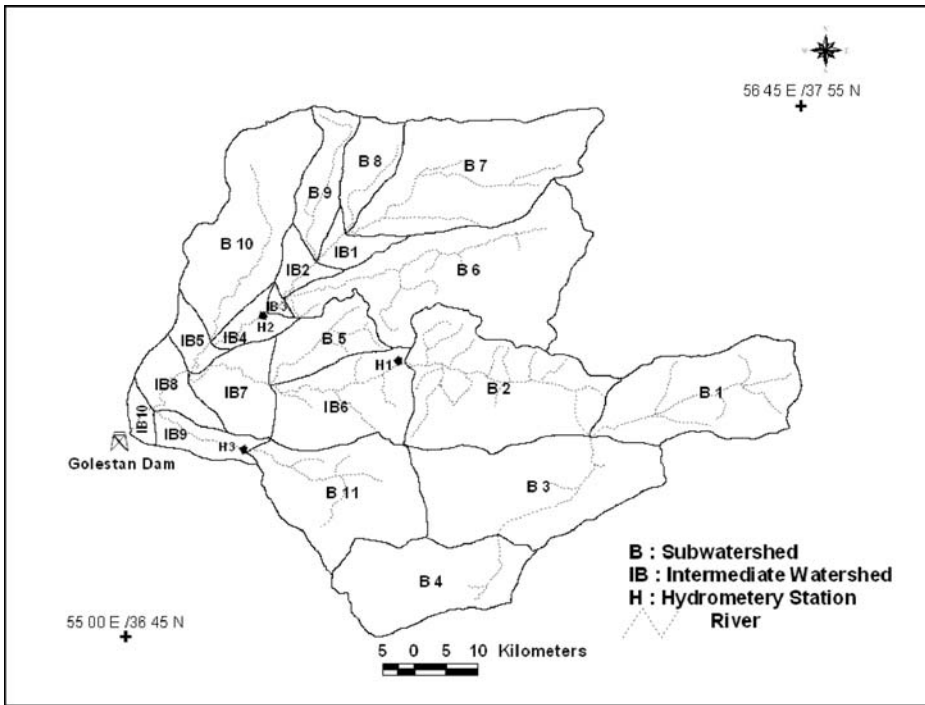 56 45 E /37 55 N
B 8
B 7
B 9
B 10
IB1
IB2
B 6
IB3
H2
IB4
IB5
B 5
H1
IB8
IB7
IB6
B 2
B 1
IB10
IB9
H3
Golestan Dam
B 11
B 3
B 4
B : Subwatershed
IB : Intermediate Watershed
H : Hydrometery Station
River
55 00 E /36 45 N
5 0 5 10 Kilometers